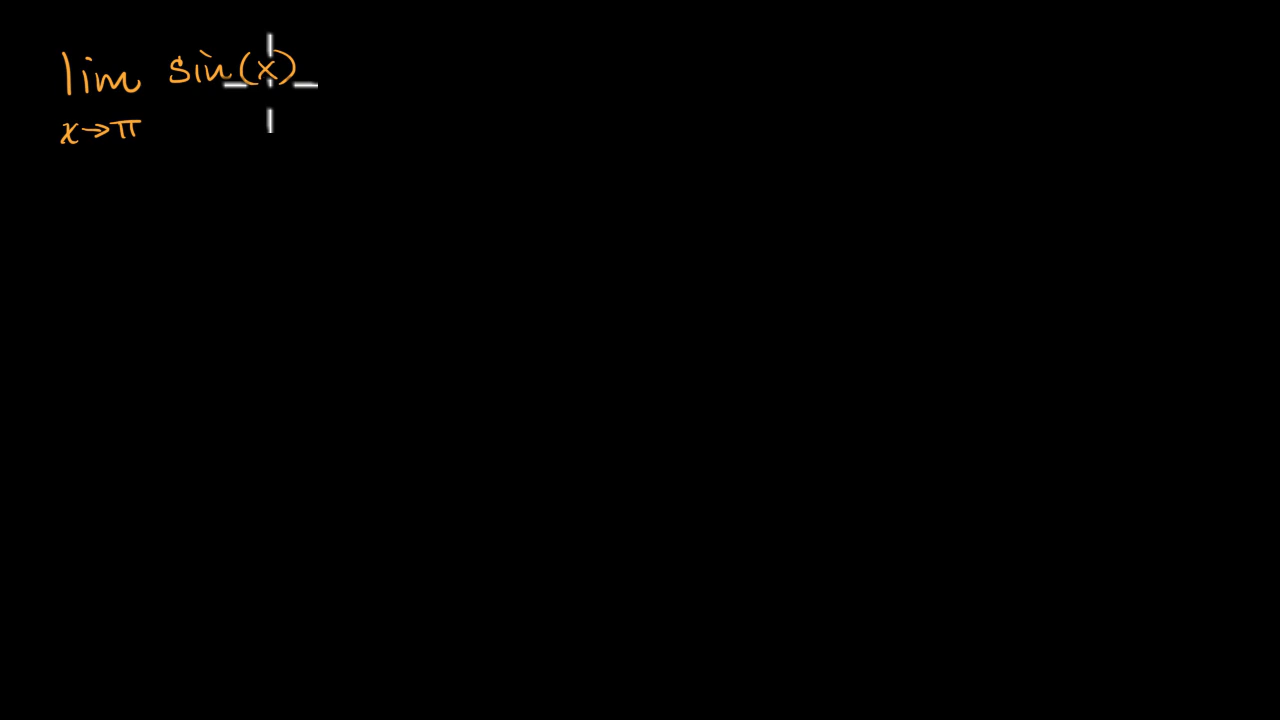 lim sin(x)
x→π